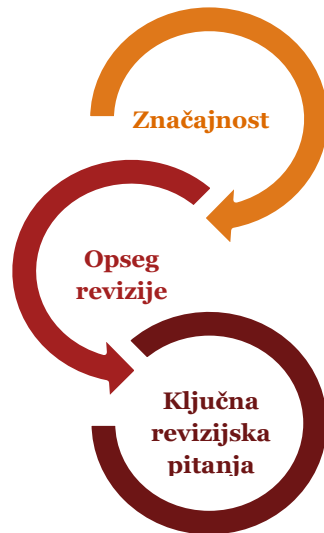 Značajnost
Opseg
revizije
Ključna
revizijska
pitanja